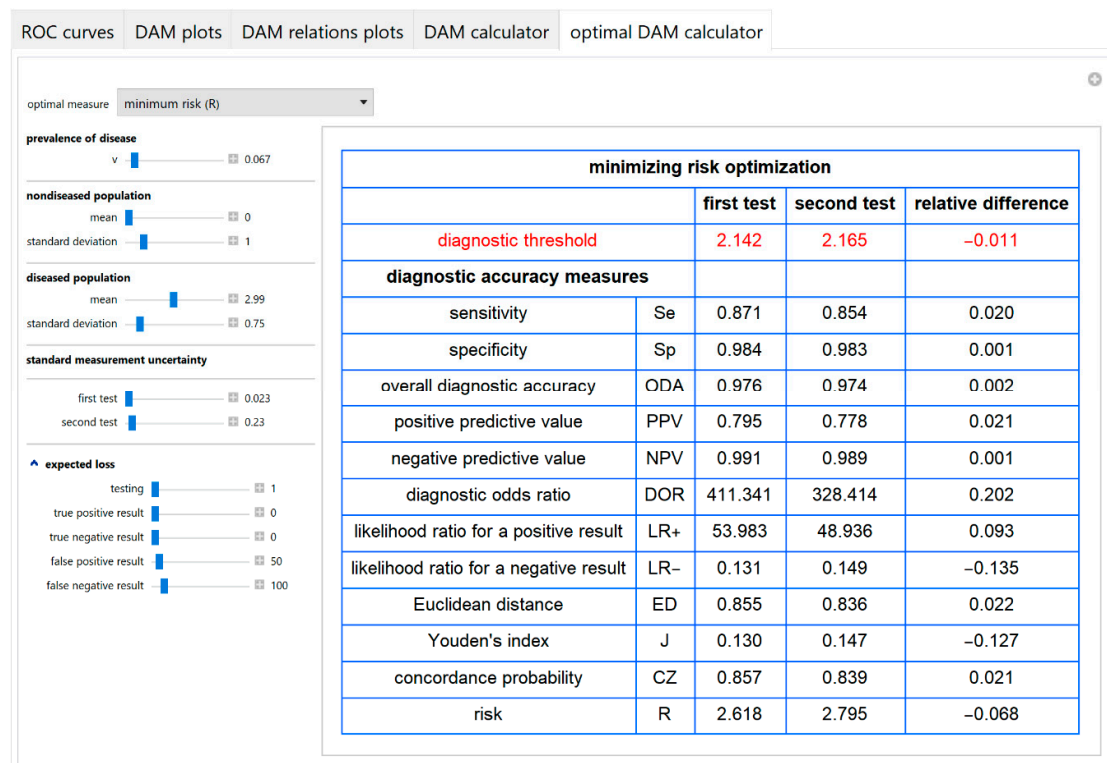 ROC curves DAM plots DAM relations plots DAM calculator optimal DAM calculator
optimal measure minimum risk (R)
prevalence of disease
v 0.067
nondiseased population
mean 0
standard deviation 1
diseased population
mean 2.99
standard deviation 0.75
standard measurement uncertainty
first test 0.023
second test 0.23
expected loss
testing 1
true positive result 0
true negative result 0
false positive result 50
false negative result 100
minimizing risk optimization
first test second test relative difference
diagnostic threshold 2.142 2.165 −0.011
diagnostic accuracy measures
sensitivity Se 0.871 0.854 0.020
specificity Sp 0.984 0.983 0.001
overall diagnostic accuracy ODA 0.976 0.974 0.002
positive predictive value PPV 0.795 0.778 0.021
negative predictive value NPV 0.991 0.989 0.001
diagnostic odds ratio DOR 411.341 328.414 0.202
likelihood ratio for a positive result LR+ 53.983 48.936 0.093
likelihood ratio for a negative result LR− 0.131 0.149 −0.135
Euclidean distance ED 0.855 0.836 0.022
Youden's index J 0.130 0.147 −0.127
concordance probability CZ 0.857 0.839 0.021
risk R 2.618 2.795 −0.068